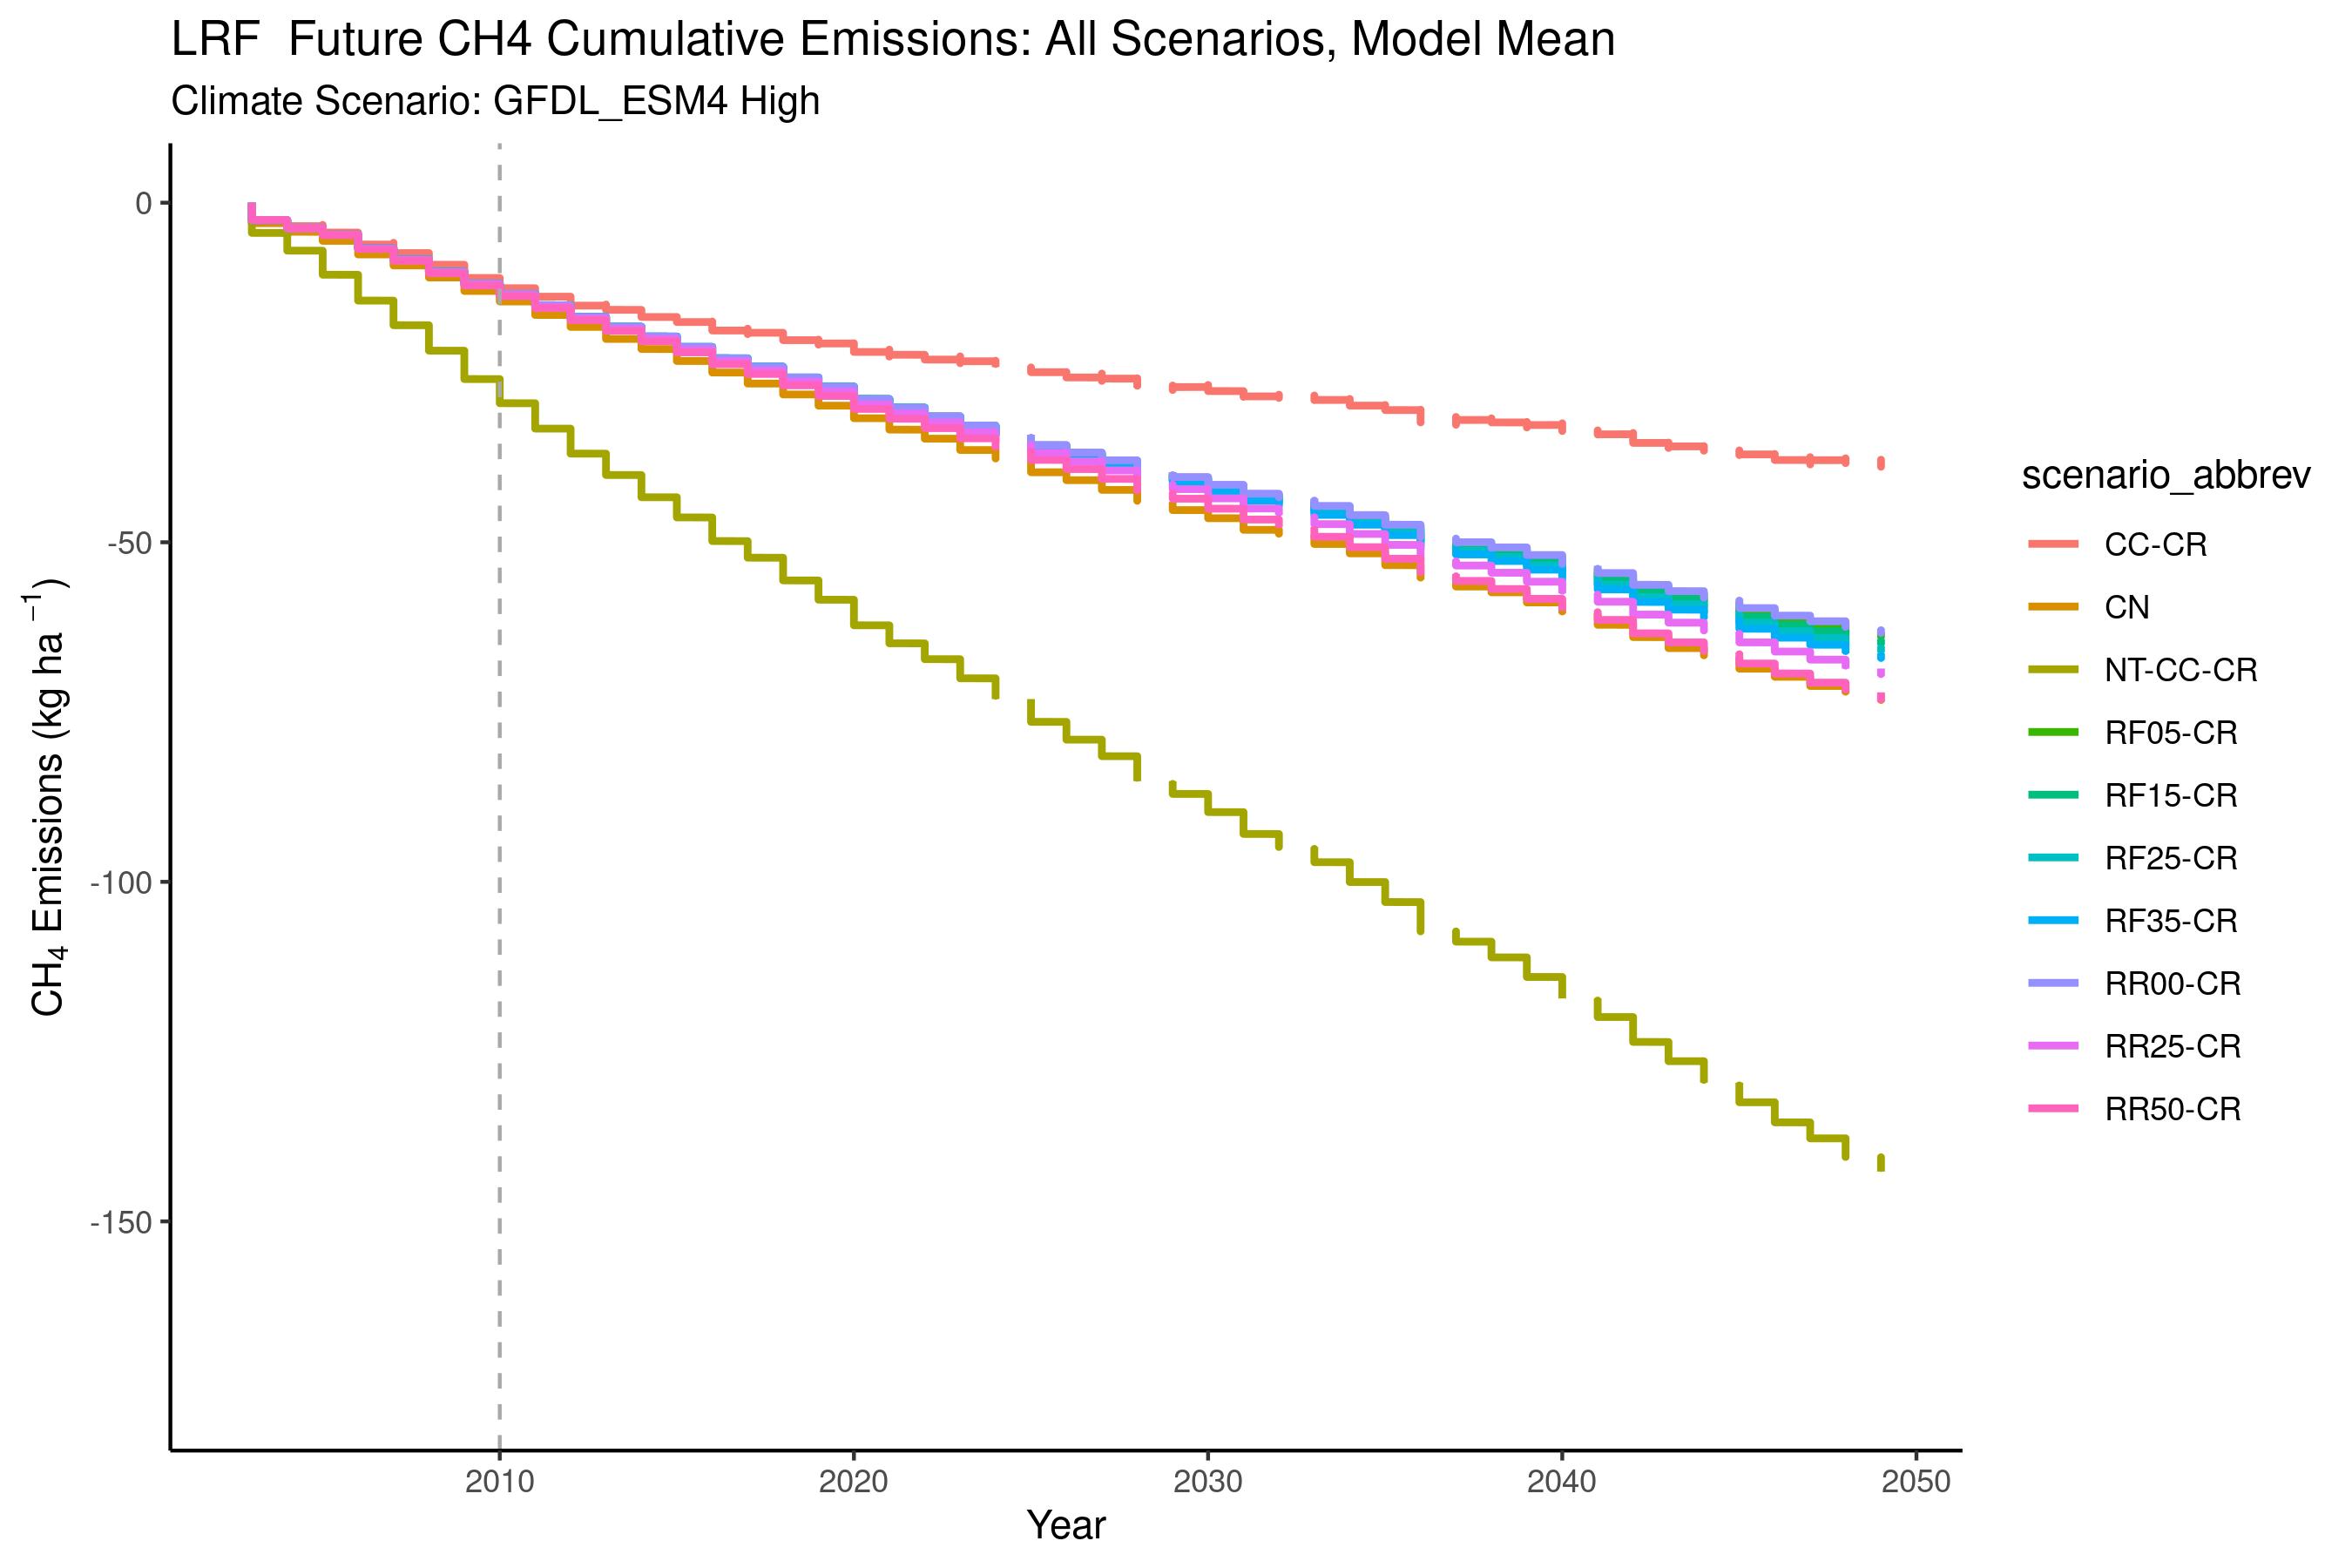 LRF  Future CH4 Cumulative Emissions: All Scenarios, Model Mean
Climate Scenario: GFDL_ESM4 High
CH₄ Emissions (kg ha⁻¹)
0
-50
-100
-150
2010 2020 2030 2040 2050
Year
scenario_abbrev
CC-CR
CN
NT-CC-CR
RF05-CR
RF15-CR
RF25-CR
RF35-CR
RR00-CR
RR25-CR
RR50-CR